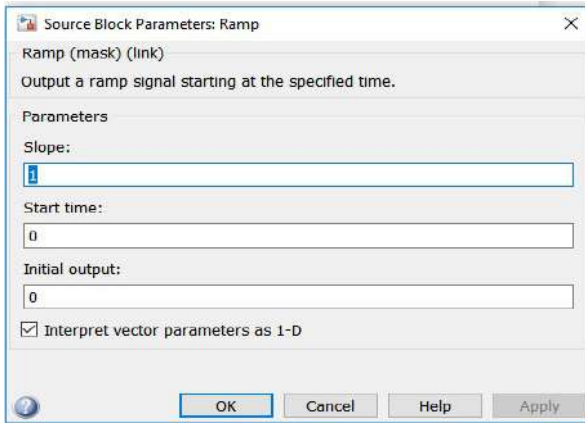 Source Block Parameters: Ramp
Ramp (mask) (link)
Output a ramp signal starting at the specified time.
Parameters
Slope:
1
Start time:
0
Initial output:
0
Interpret vector parameters as 1-D
OK Cancel Help Apply